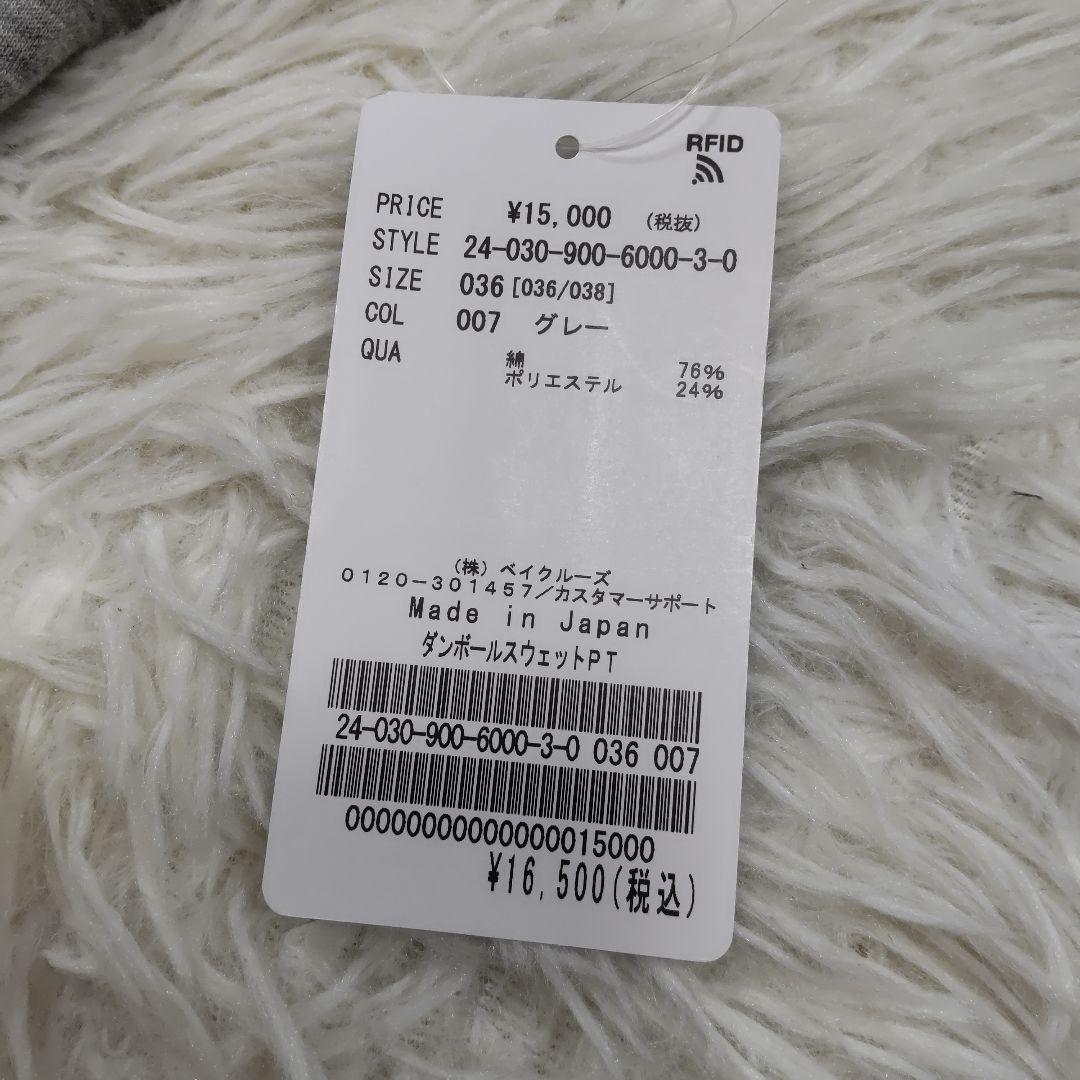 RFID
PRICE ¥15,000 (税抜)
STYLE 24-030-900-6000-3-0
SIZE 036 [036/038]
COL 007 グレー
QUA 綿 76%
ポリエステル 24%
(株)ベイクルーズ
0120-301457/カスタマーサポート
Made in Japan
ダンボールスウェットPT
24-030-900-6000-3-0 036 007
0000000000000015000
¥16,500(税込)